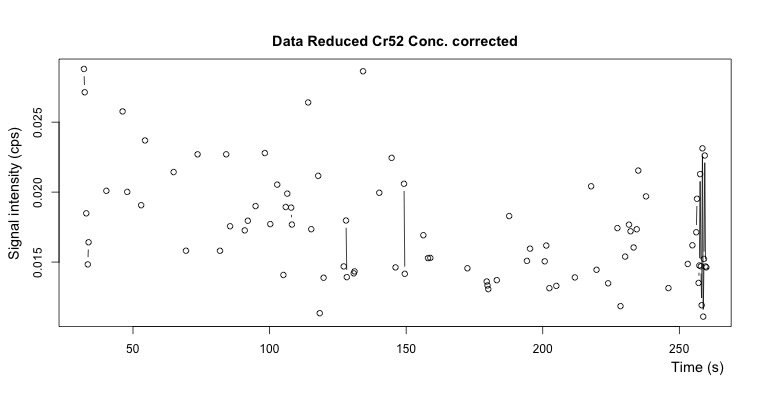 Data Reduced Cr52 Conc. corrected
Signal intensity (cps)
0.025
0.020
0.015
50 100 150 200 250
Time (s)